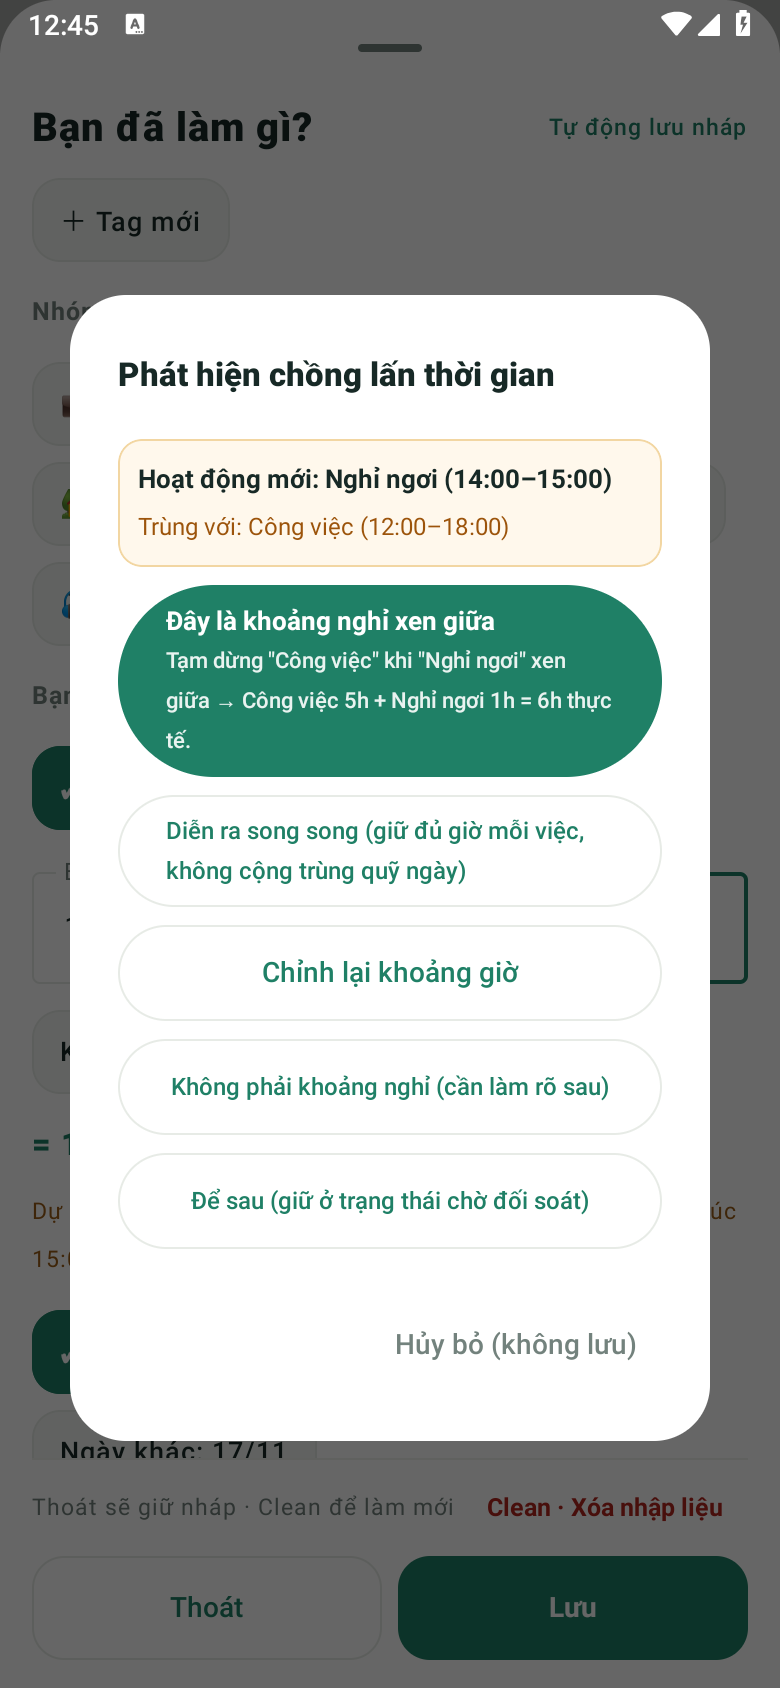 12:45
Bạn đã làm gì?
Tự động lưu nháp
+ Tag mới
Phát hiện chồng lấn thời gian
Hoạt động mới: Nghỉ ngơi (14:00–15:00)
Trùng với: Công việc (12:00–18:00)
Đây là khoảng nghỉ xen giữa
Tạm dừng "Công việc" khi "Nghỉ ngơi" xen
giữa → Công việc 5h + Nghỉ ngơi 1h = 6h thực
tế.
Diễn ra song song (giữ đủ giờ mỗi việc,
không cộng trùng quỹ ngày)
Chỉnh lại khoảng giờ
Không phải khoảng nghỉ (cần làm rõ sau)
Để sau (giữ ở trạng thái chờ đối soát)
Dự
Hủy bỏ (không lưu)
Ngày khác: 17/11
Thoát sẽ giữ nháp · Clean để làm mới
Clean · Xóa nhập liệu
Thoát
Lưu